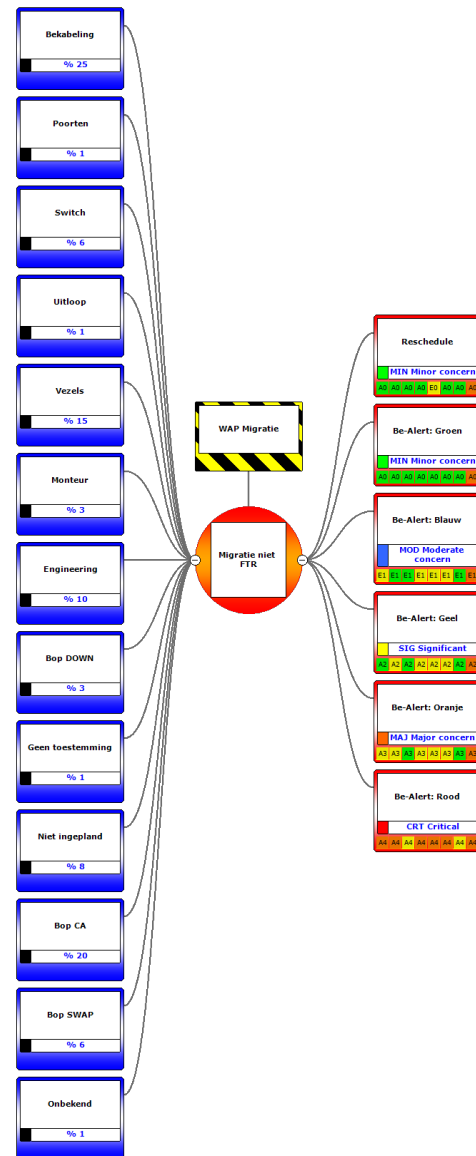 Bekabeling
% 25
Poorten
% 1
Switch
% 6
Uitloop
% 1
Vezels
% 15
Monteur
% 3
Engineering
% 10
Bop DOWN
% 3
Geen toestemming
% 1
Niet ingepland
% 8
Bop CA
% 20
Bop SWAP
% 6
Onbekend
% 1
WAP Migratie
Migratie niet
FTR
Reschedule
MIN Minor concern
A0 A0 A0 A0 E0 A0 A0 A0
Be-Alert: Groen
MIN Minor concern
A0 A0 A0 A0 A0 A0 A0 A0
Be-Alert: Blauw
MOD Moderate
concern
E1 E1 E1 E1 E1 E1 E1 E1
Be-Alert: Geel
SIG Significant
A2 A2 A2 A2 A2 A2 A2 A2
Be-Alert: Oranje
MAJ Major concern
A3 A3 A3 A3 A3 A3 A3 A3
Be-Alert: Rood
CRT Critical
A4 A4 A4 A4 A4 A4 A4 A4